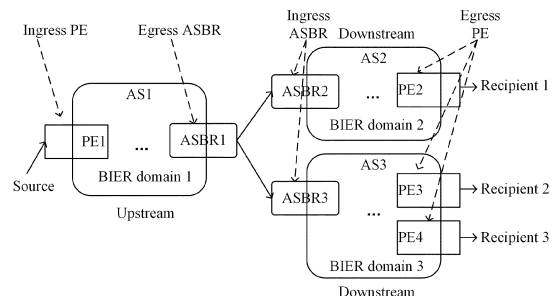 Ingress PE
Egress ASBR
Ingress
ASBR
Downstream
Egress
PE
AS1
AS2
ASBR2
...
PE2
Recipient 1
BIER domain 2
PE1
...
ASBR1
BIER domain 1
Source
Upstream
AS3
ASBR3
...
PE3
Recipient 2
PE4
Recipient 3
BIER domain 3
Downstream